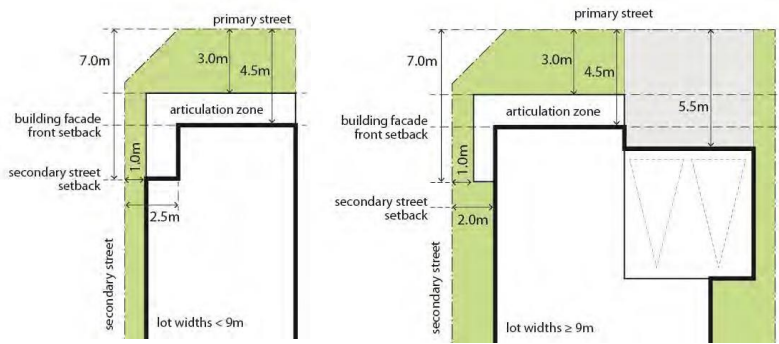 primary street
7.0m
3.0m
4.5m
articulation zone
building facade
front setback
1.0m
secondary street
setback
2.5m
secondary street
lot widths < 9m
primary street
7.0m
3.0m
4.5m
5.5m
articulation zone
building facade
front setback
1.0m
secondary street
setback
2.0m
secondary street
lot widths ≥ 9m